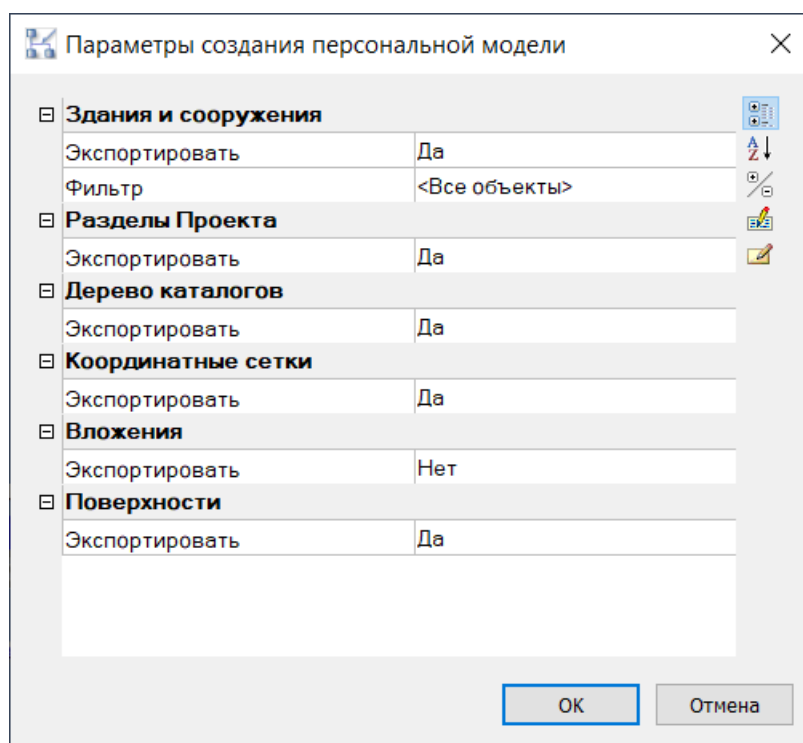 Параметры создания персональной модели
Здания и сооружения
Экспортировать Да
Фильтр <Все объекты>
Разделы Проекта
Экспортировать Да
Дерево каталогов
Экспортировать Да
Координатные сетки
Экспортировать Да
Вложения
Экспортировать Нет
Поверхности
Экспортировать Да
ОК Отмена